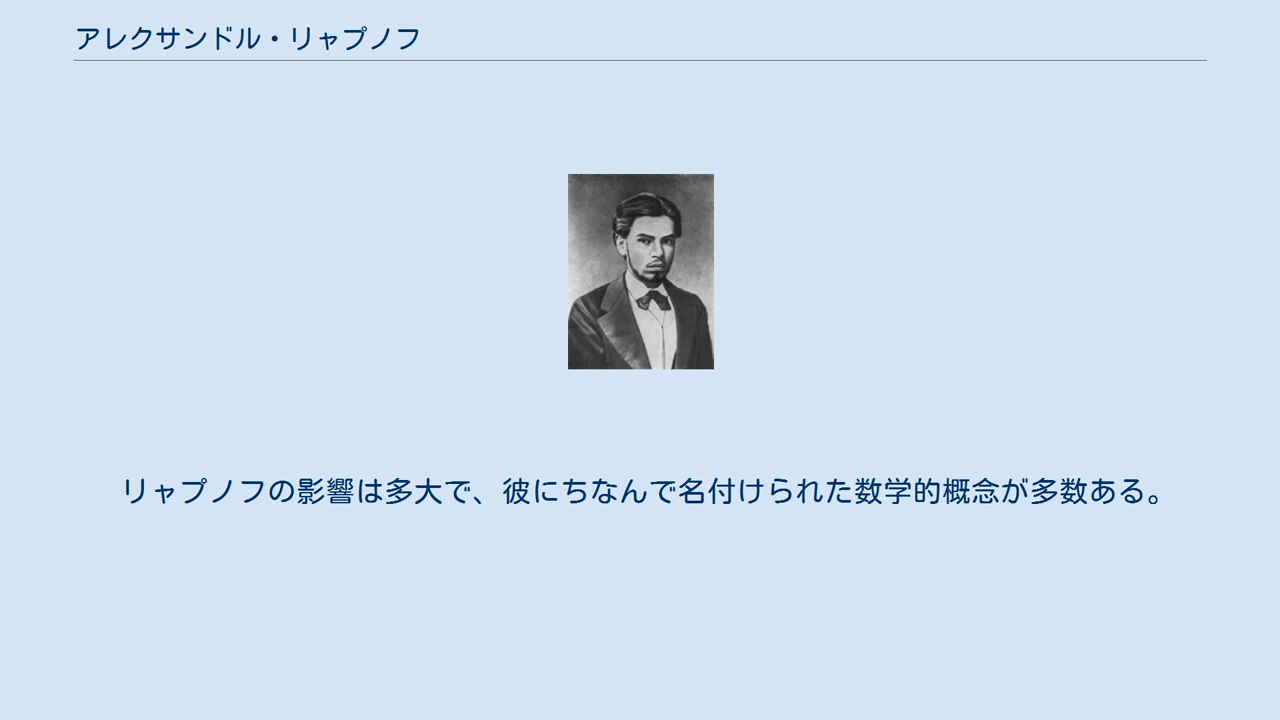 アレクサンドル・リャプノフ
リャプノフの影響は多大で、彼にちなんで名付けられた数学的概念が多数ある。